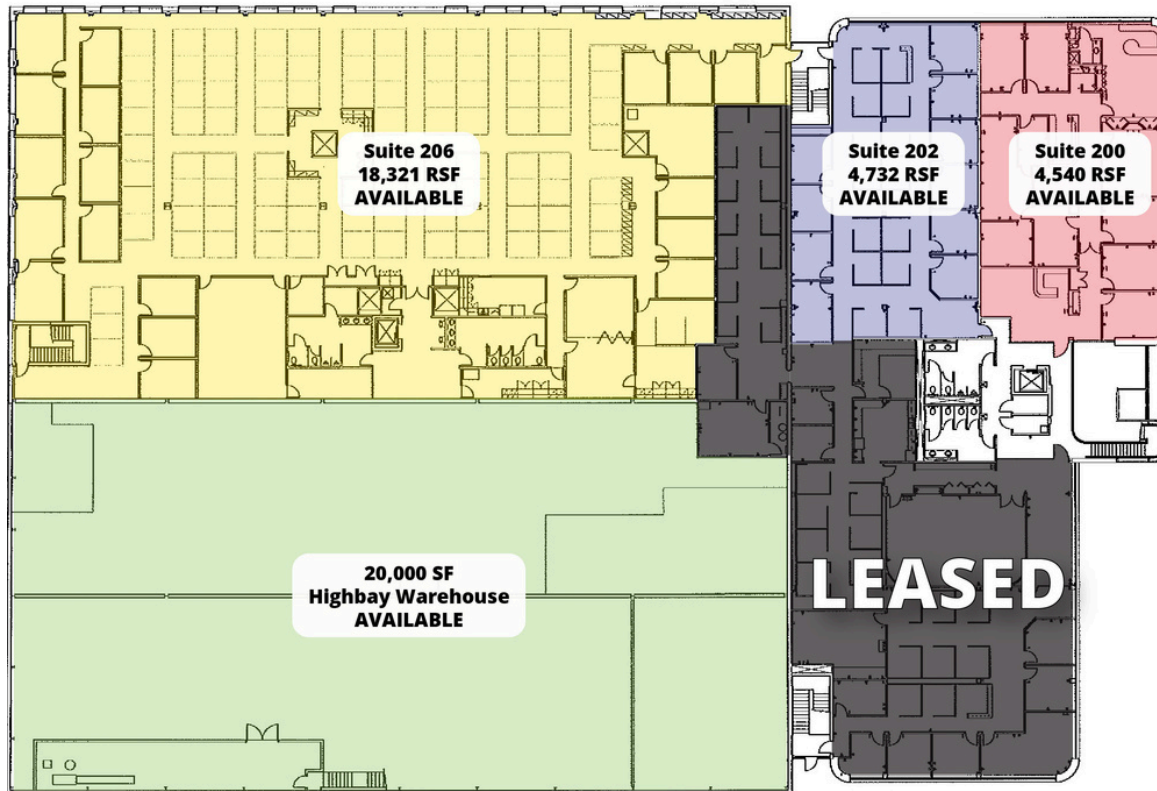 Suite 206
18,321 RSF
AVAILABLE
Suite 202
4,732 RSF
AVAILABLE
Suite 200
4,540 RSF
AVAILABLE
20,000 SF
Highbay Warehouse
AVAILABLE
LEASED